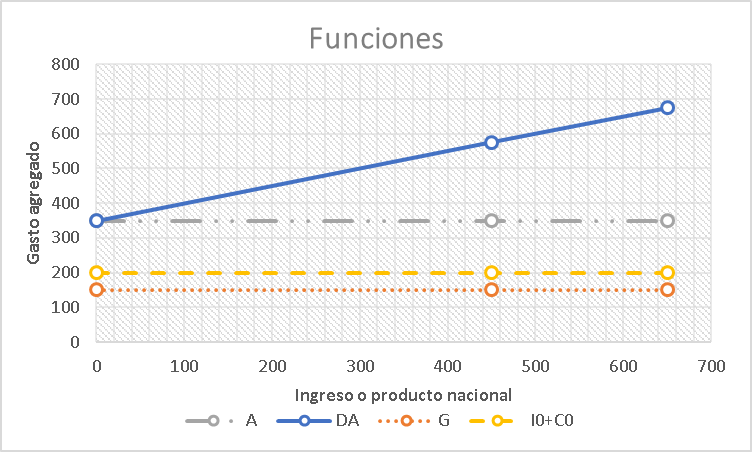 Funciones
800
700
600
500
400
300
200
100
0
Gasto agregado
0 100 200 300 400 500 600 700
Ingreso o producto nacional
A DA G I0+C0